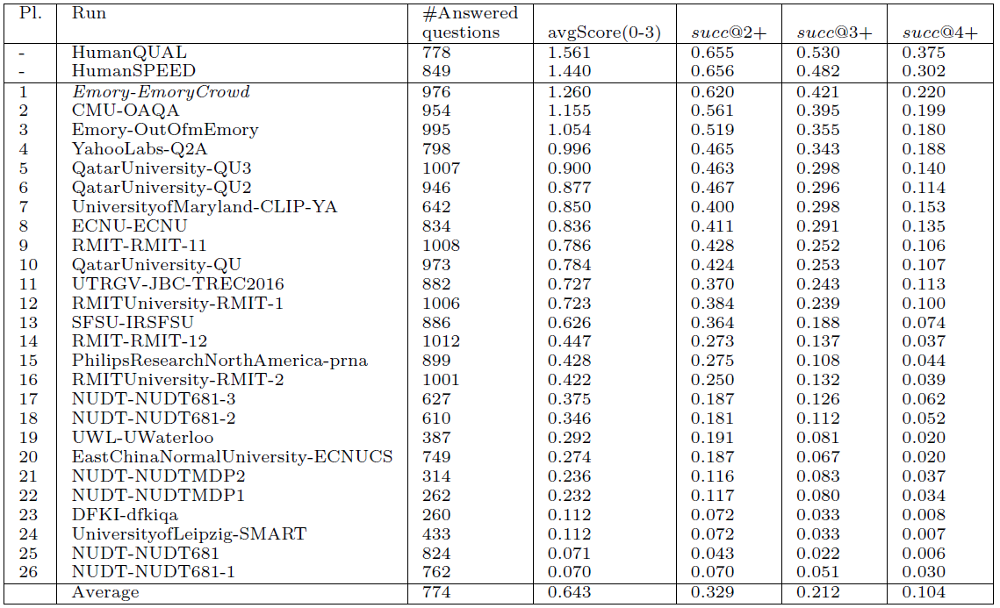 Pl. Run #Answered
questions avgScore(0-3) succ@2+ succ@3+ succ@4+
- HumanQUAL 778 1.561 0.655 0.530 0.375
- HumanSPEED 849 1.440 0.656 0.482 0.302
1 Emory-EmoryCrowd 976 1.260 0.620 0.421 0.220
2 CMU-OAQA 954 1.155 0.561 0.395 0.199
3 Emory-OutOfmEmory 995 1.054 0.519 0.355 0.180
4 YahooLabs-Q2A 798 0.996 0.465 0.343 0.188
5 QatarUniversity-QU3 1007 0.900 0.463 0.298 0.140
6 QatarUniversity-QU2 946 0.877 0.467 0.296 0.114
7 UniversityofMaryland-CLIP-YA 642 0.850 0.400 0.298 0.153
8 ECNU-ECNU 834 0.836 0.411 0.291 0.135
9 RMIT-RMIT-11 1008 0.786 0.428 0.252 0.106
10 QatarUniversity-QU 973 0.784 0.424 0.253 0.107
11 UTRGV-JBC-TREC2016 882 0.727 0.370 0.243 0.113
12 RMITUniversity-RMIT-1 1006 0.723 0.384 0.239 0.100
13 SFSU-IRSFSU 886 0.626 0.364 0.188 0.074
14 RMIT-RMIT-12 1012 0.447 0.273 0.137 0.037
15 PhilipsResearchNorthAmerica-prna 899 0.428 0.275 0.108 0.044
16 RMITUniversity-RMIT-2 1001 0.422 0.250 0.132 0.039
17 NUDT-NUDT681-3 627 0.375 0.187 0.126 0.062
18 NUDT-NUDT681-2 610 0.346 0.181 0.112 0.052
19 UWL-UWaterloo 387 0.292 0.191 0.081 0.020
20 EastChinaNormalUniversity-ECNUCS 749 0.274 0.187 0.067 0.020
21 NUDT-NUDTMDP2 314 0.236 0.116 0.083 0.037
22 NUDT-NUDTMDP1 262 0.232 0.117 0.080 0.034
23 DFKI-dfkiqa 260 0.112 0.072 0.033 0.008
24 UniversityofLeipzig-SMART 433 0.112 0.072 0.033 0.007
25 NUDT-NUDT681 824 0.071 0.043 0.022 0.006
26 NUDT-NUDT681-1 762 0.070 0.070 0.051 0.030
Average 774 0.643 0.329 0.212 0.104